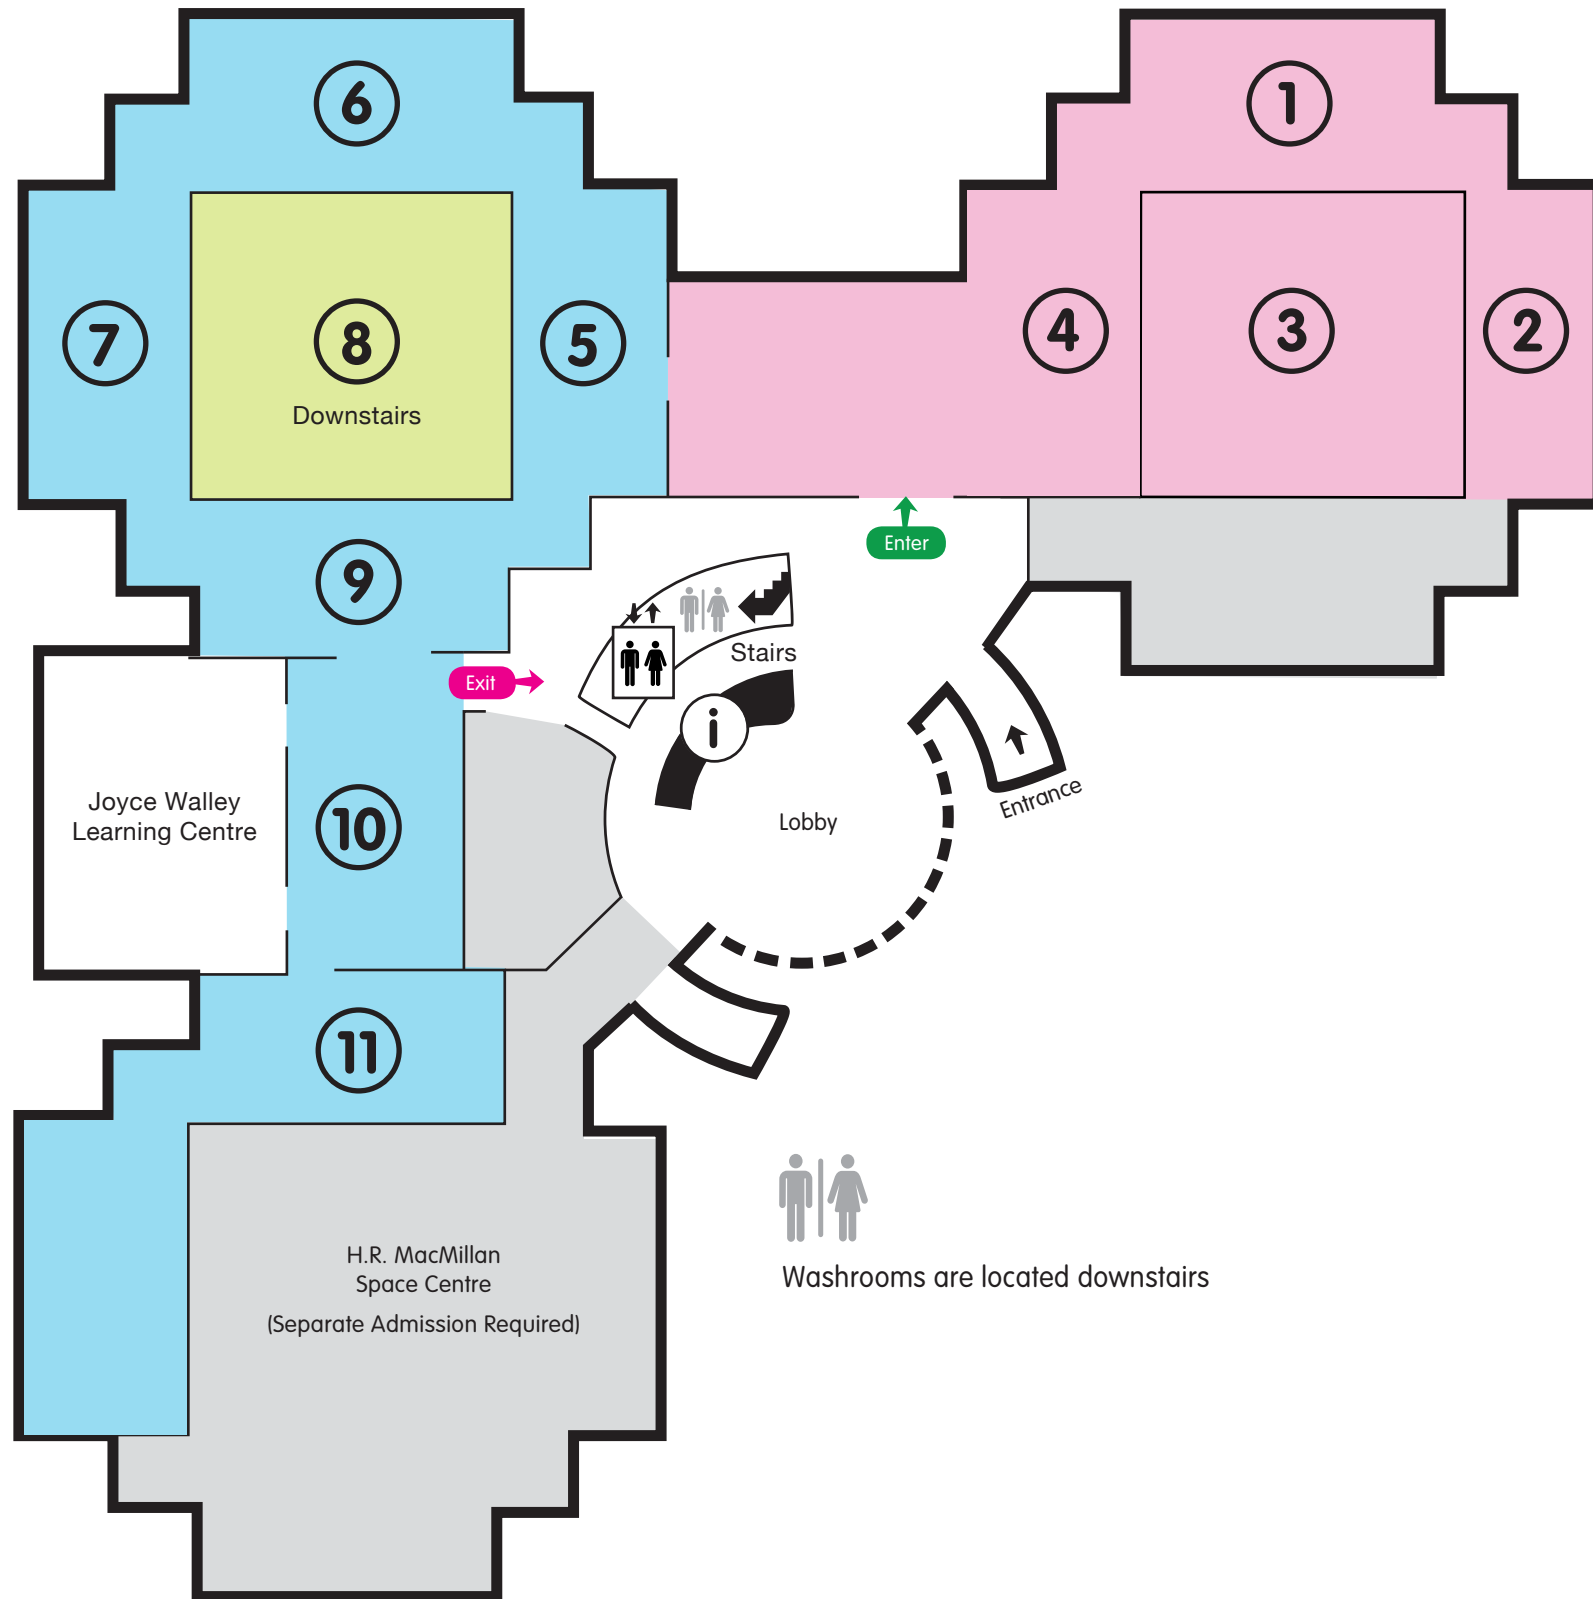 6
1
7
8
Downstairs
5
4
3
2
Enter
9
Stairs
Exit
i
Joyce Walley
Learning Centre
10
Lobby
Entrance
11
H.R. MacMillan
Space Centre
(Separate Admission Required)
Washrooms are located downstairs